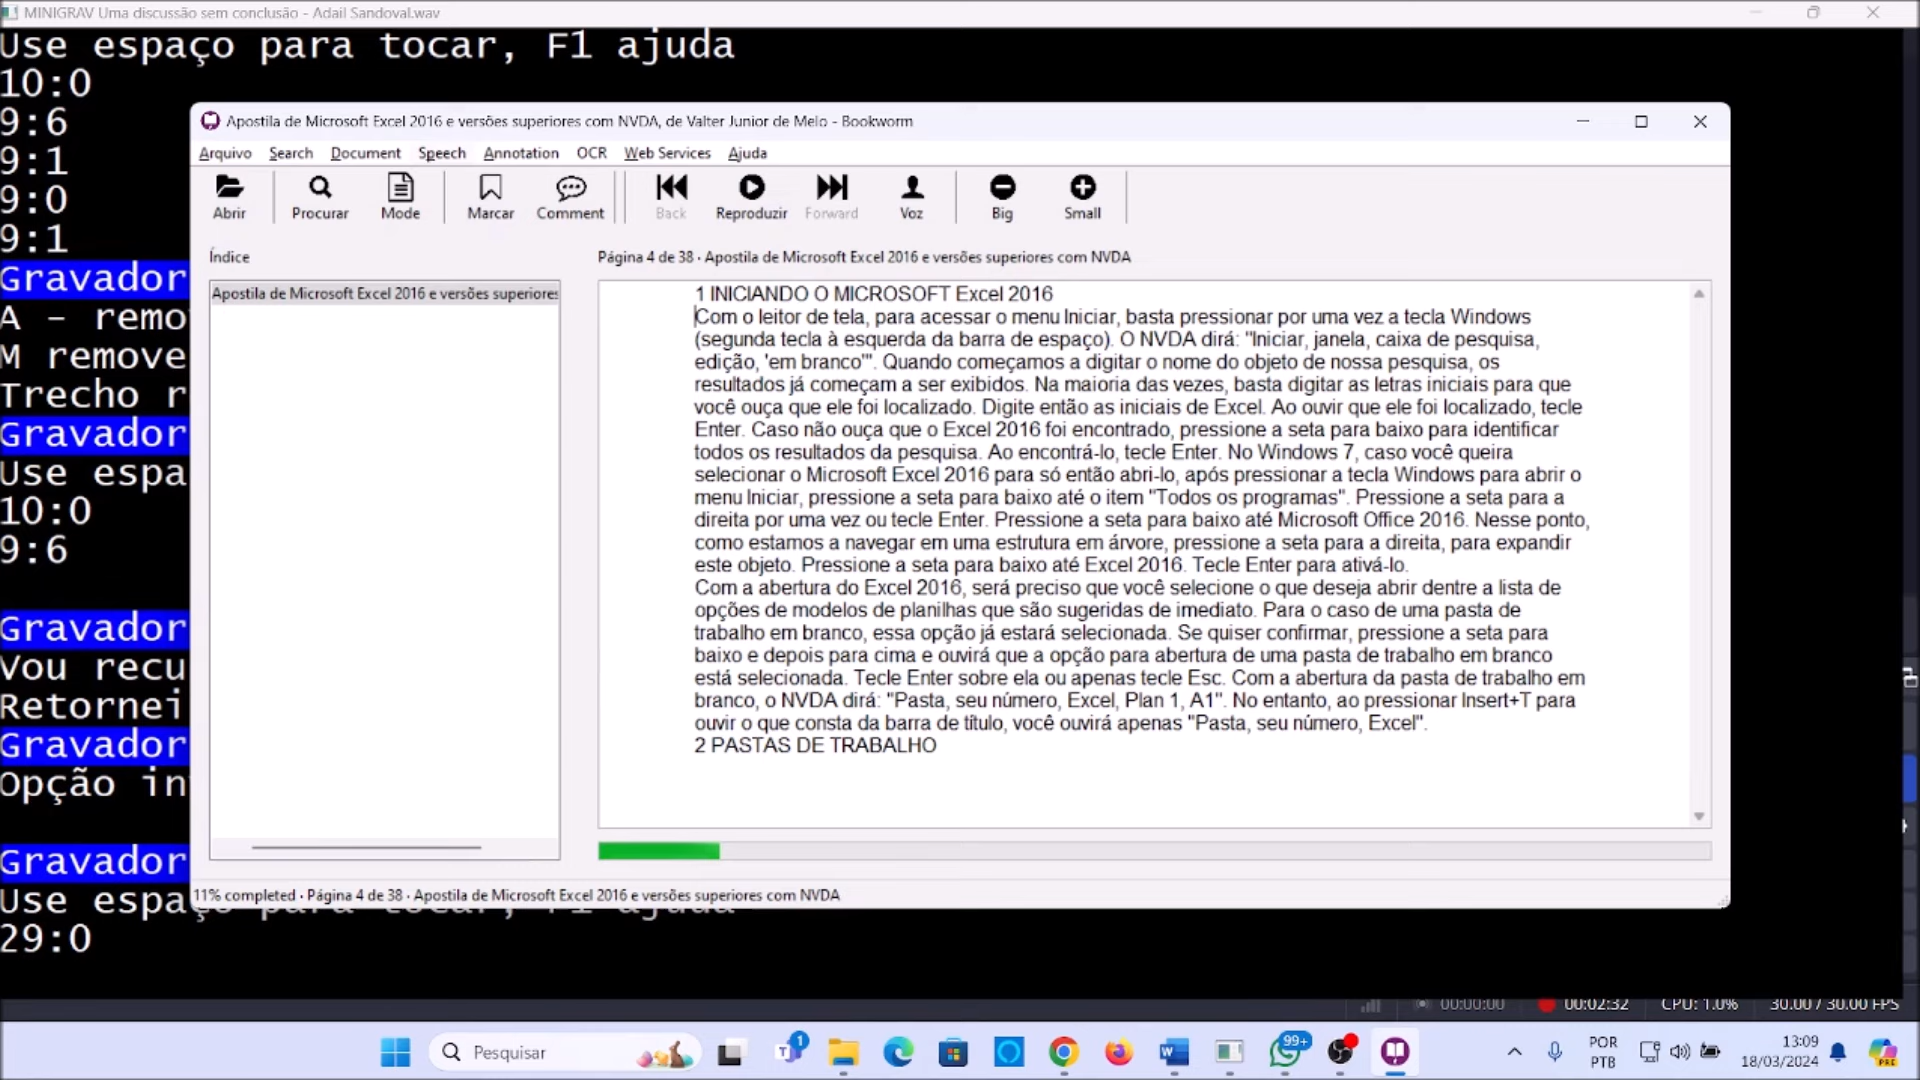 MINIGRAV Uma discussão sem conclusão - Adail Sandoval.wav
Use espaço para tocar, F1 ajuda
10:0
9:6
9:1
9:0
9:1
Gravador
A - remo
M remove
Trecho r
Gravador
Use espa
10:0
9:6
Gravador
Vou recu
Retornei
Gravador
Opção in
Gravador
Use espaço para tocar, F1 ajuda
29:0
Apostila de Microsoft Excel 2016 e versões superiores com NVDA, de Valter Junior de Melo - Bookworm
Arquivo Search Document Speech Annotation OCR Web Services Ajuda
Abrir Procurar Mode Marcar Comment Back Reproduzir Forward Voz Big Small
Índice
Apostila de Microsoft Excel 2016 e versões superiores
Página 4 de 38 · Apostila de Microsoft Excel 2016 e versões superiores com NVDA
1 INICIANDO O MICROSOFT Excel 2016
Com o leitor de tela, para acessar o menu Iniciar, basta pressionar por uma vez a tecla Windows
(segunda tecla à esquerda da barra de espaço). O NVDA dirá: "Iniciar, janela, caixa de pesquisa,
edição, 'em branco'". Quando começamos a digitar o nome do objeto de nossa pesquisa, os
resultados já começam a ser exibidos. Na maioria das vezes, basta digitar as letras iniciais para que
você ouça que ele foi localizado. Digite então as iniciais de Excel. Ao ouvir que ele foi localizado, tecle
Enter. Caso não ouça que o Excel 2016 foi encontrado, pressione a seta para baixo para identificar
todos os resultados da pesquisa. Ao encontrá-lo, tecle Enter. No Windows 7, caso você queira
selecionar o Microsoft Excel 2016 para só então abri-lo, após pressionar a tecla Windows para abrir o
menu Iniciar, pressione a seta para baixo até o item "Todos os programas". Pressione a seta para a
direita por uma vez ou tecle Enter. Pressione a seta para baixo até Microsoft Office 2016. Nesse ponto,
como estamos a navegar em uma estrutura em árvore, pressione a seta para a direita, para expandir
este objeto. Pressione a seta para baixo até Excel 2016. Tecle Enter para ativá-lo.
Com a abertura do Excel 2016, será preciso que você selecione o que deseja abrir dentre a lista de
opções de modelos de planilhas que são sugeridas de imediato. Para o caso de uma pasta de
trabalho em branco, essa opção já estará selecionada. Se quiser confirmar, pressione a seta para
baixo e depois para cima e ouvirá que a opção para abertura de uma pasta de trabalho em branco
está selecionada. Tecle Enter sobre ela ou apenas tecle Esc. Com a abertura da pasta de trabalho em
branco, o NVDA dirá: "Pasta, seu número, Excel, Plan 1, A1". No entanto, ao pressionar Insert+T para
ouvir o que consta da barra de título, você ouvirá apenas "Pasta, seu número, Excel".
2 PASTAS DE TRABALHO
11% completed · Página 4 de 38 · Apostila de Microsoft Excel 2016 e versões superiores com NVDA
00:00:00 00:02:32 CPU: 1.0% 30.00 / 30.00 FPS
Pesquisar
1
99+
POR
PTB
13:09
18/03/2024
PRE